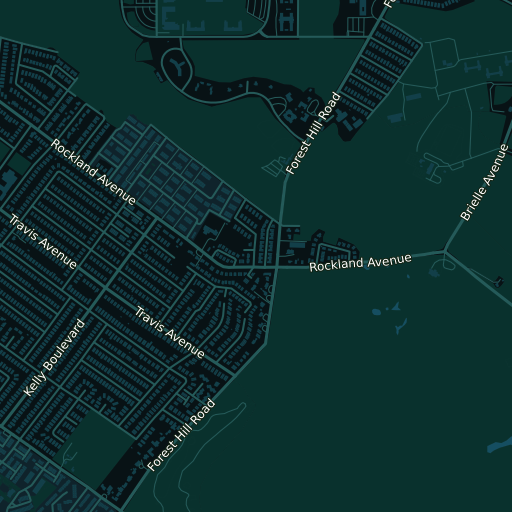 Forest Hill Road
Rockland Avenue
Brielle Avenue
Travis Avenue
Rockland Avenue
Travis Avenue
Kelly Boulevard
Forest Hill Road